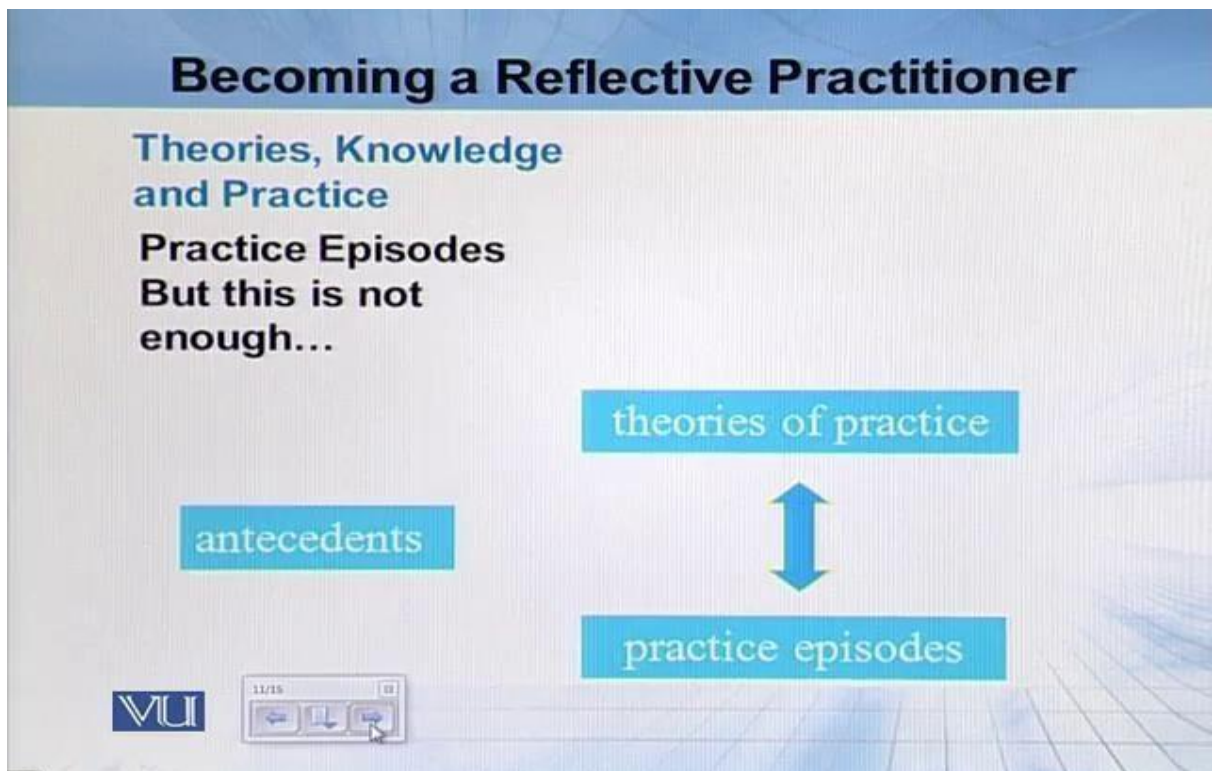 Becoming a Reflective Practitioner
Theories, Knowledge
and Practice
Practice Episodes
But this is not
enough...
theories of practice
antecedents
practice episodes
VU
11/15